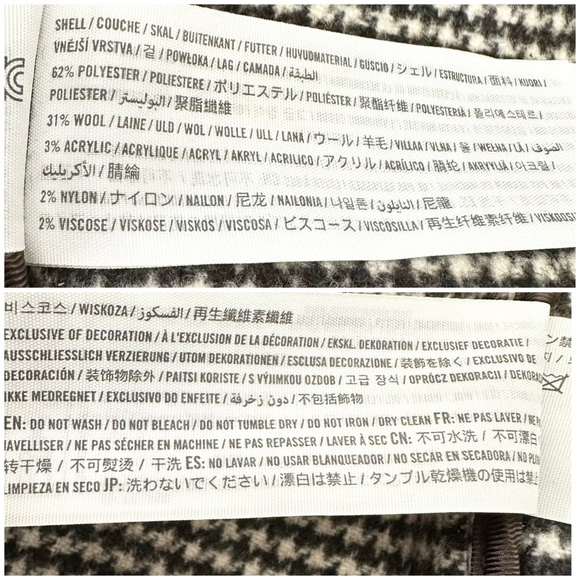 SHELL / COUCHE / SKAL / BUITENKANT / FUTTER / HUVUDMATERIAL / GUSCIO / シェル / ESTRUCTURA / 面料 / KUORI /
VNĚJŠÍ VRSTVA / 겉 / POWŁOKA / LAG / CAMADA / الطبقة /
62% POLYESTER / POLIESTERE / ポリエステル / POLIÉSTER / 聚酯纤维 / POLYESTERIÄ / 폴리에스테르 /
POLIESTER / البوليستر / 聚脂纖維
31% WOOL / LAINE / ULD / WOL / WOLLE / ULL / LANA / ウール / 羊毛 / VILLAA / VLNA / 울 / WEŁNA / LÃ / الصوف
3% ACRYLIC / ACRYLIQUE / ACRYL / AKRYL / ACRILICO / アクリル / ACRÍLICO / 腈纶 / AKRYYLIÄ / 아크릴 /
الأكريليك / 腈綸
2% NYLON / ナイロン / NAILON / 尼龙 / NAILONIA / 나일론 / النايلون / 尼龍
2% VISCOSE / VISKOSE / VISKOS / VISCOSA / ビスコース / VISCOSILLA / 再生纤维素纤维 / VISKOOSI
비스코스 / WISKOZA / الفسكوز / 再生纖維素纖維
EXCLUSIVE OF DECORATION / À L'EXCLUSION DE LA DÉCORATION / EKSKL. DEKORATION / EXCLUSIEF DECORATIE /
AUSSCHLIESSLICH VERZIERUNG / UTOM DEKORATIONEN / ESCLUSA DECORAZIONE / 装飾を除く / EXCLUSIVO DE
DECORACIÓN / 装饰物除外 / PAITSI KORISTE / S VÝJIMKOU OZDOB / 고급 장식 / OPRÓCZ DEKORACJI / DEKORAS
IKKE MEDREGNET / EXCLUSIVO DO ENFEITE / دون زخرفة / 不包括飾物
EN: DO NOT WASH / DO NOT BLEACH / DO NOT TUMBLE DRY / DO NOT IRON / DRY CLEAN FR: NE PAS LAVER /
JAVELLISER / NE PAS SÉCHER EN MACHINE / NE PAS REPASSER / LAVER À SEC CN: 不可水洗 / 不可漂白
转干燥 / 不可熨烫 / 干洗 ES: NO LAVAR / NO USAR BLANQUEADOR / NO SECAR EN SECADORA / NO
LIMPIEZA EN SECO JP: 洗わないでください / 漂白は禁止 / タンブル乾燥機の使用は禁止